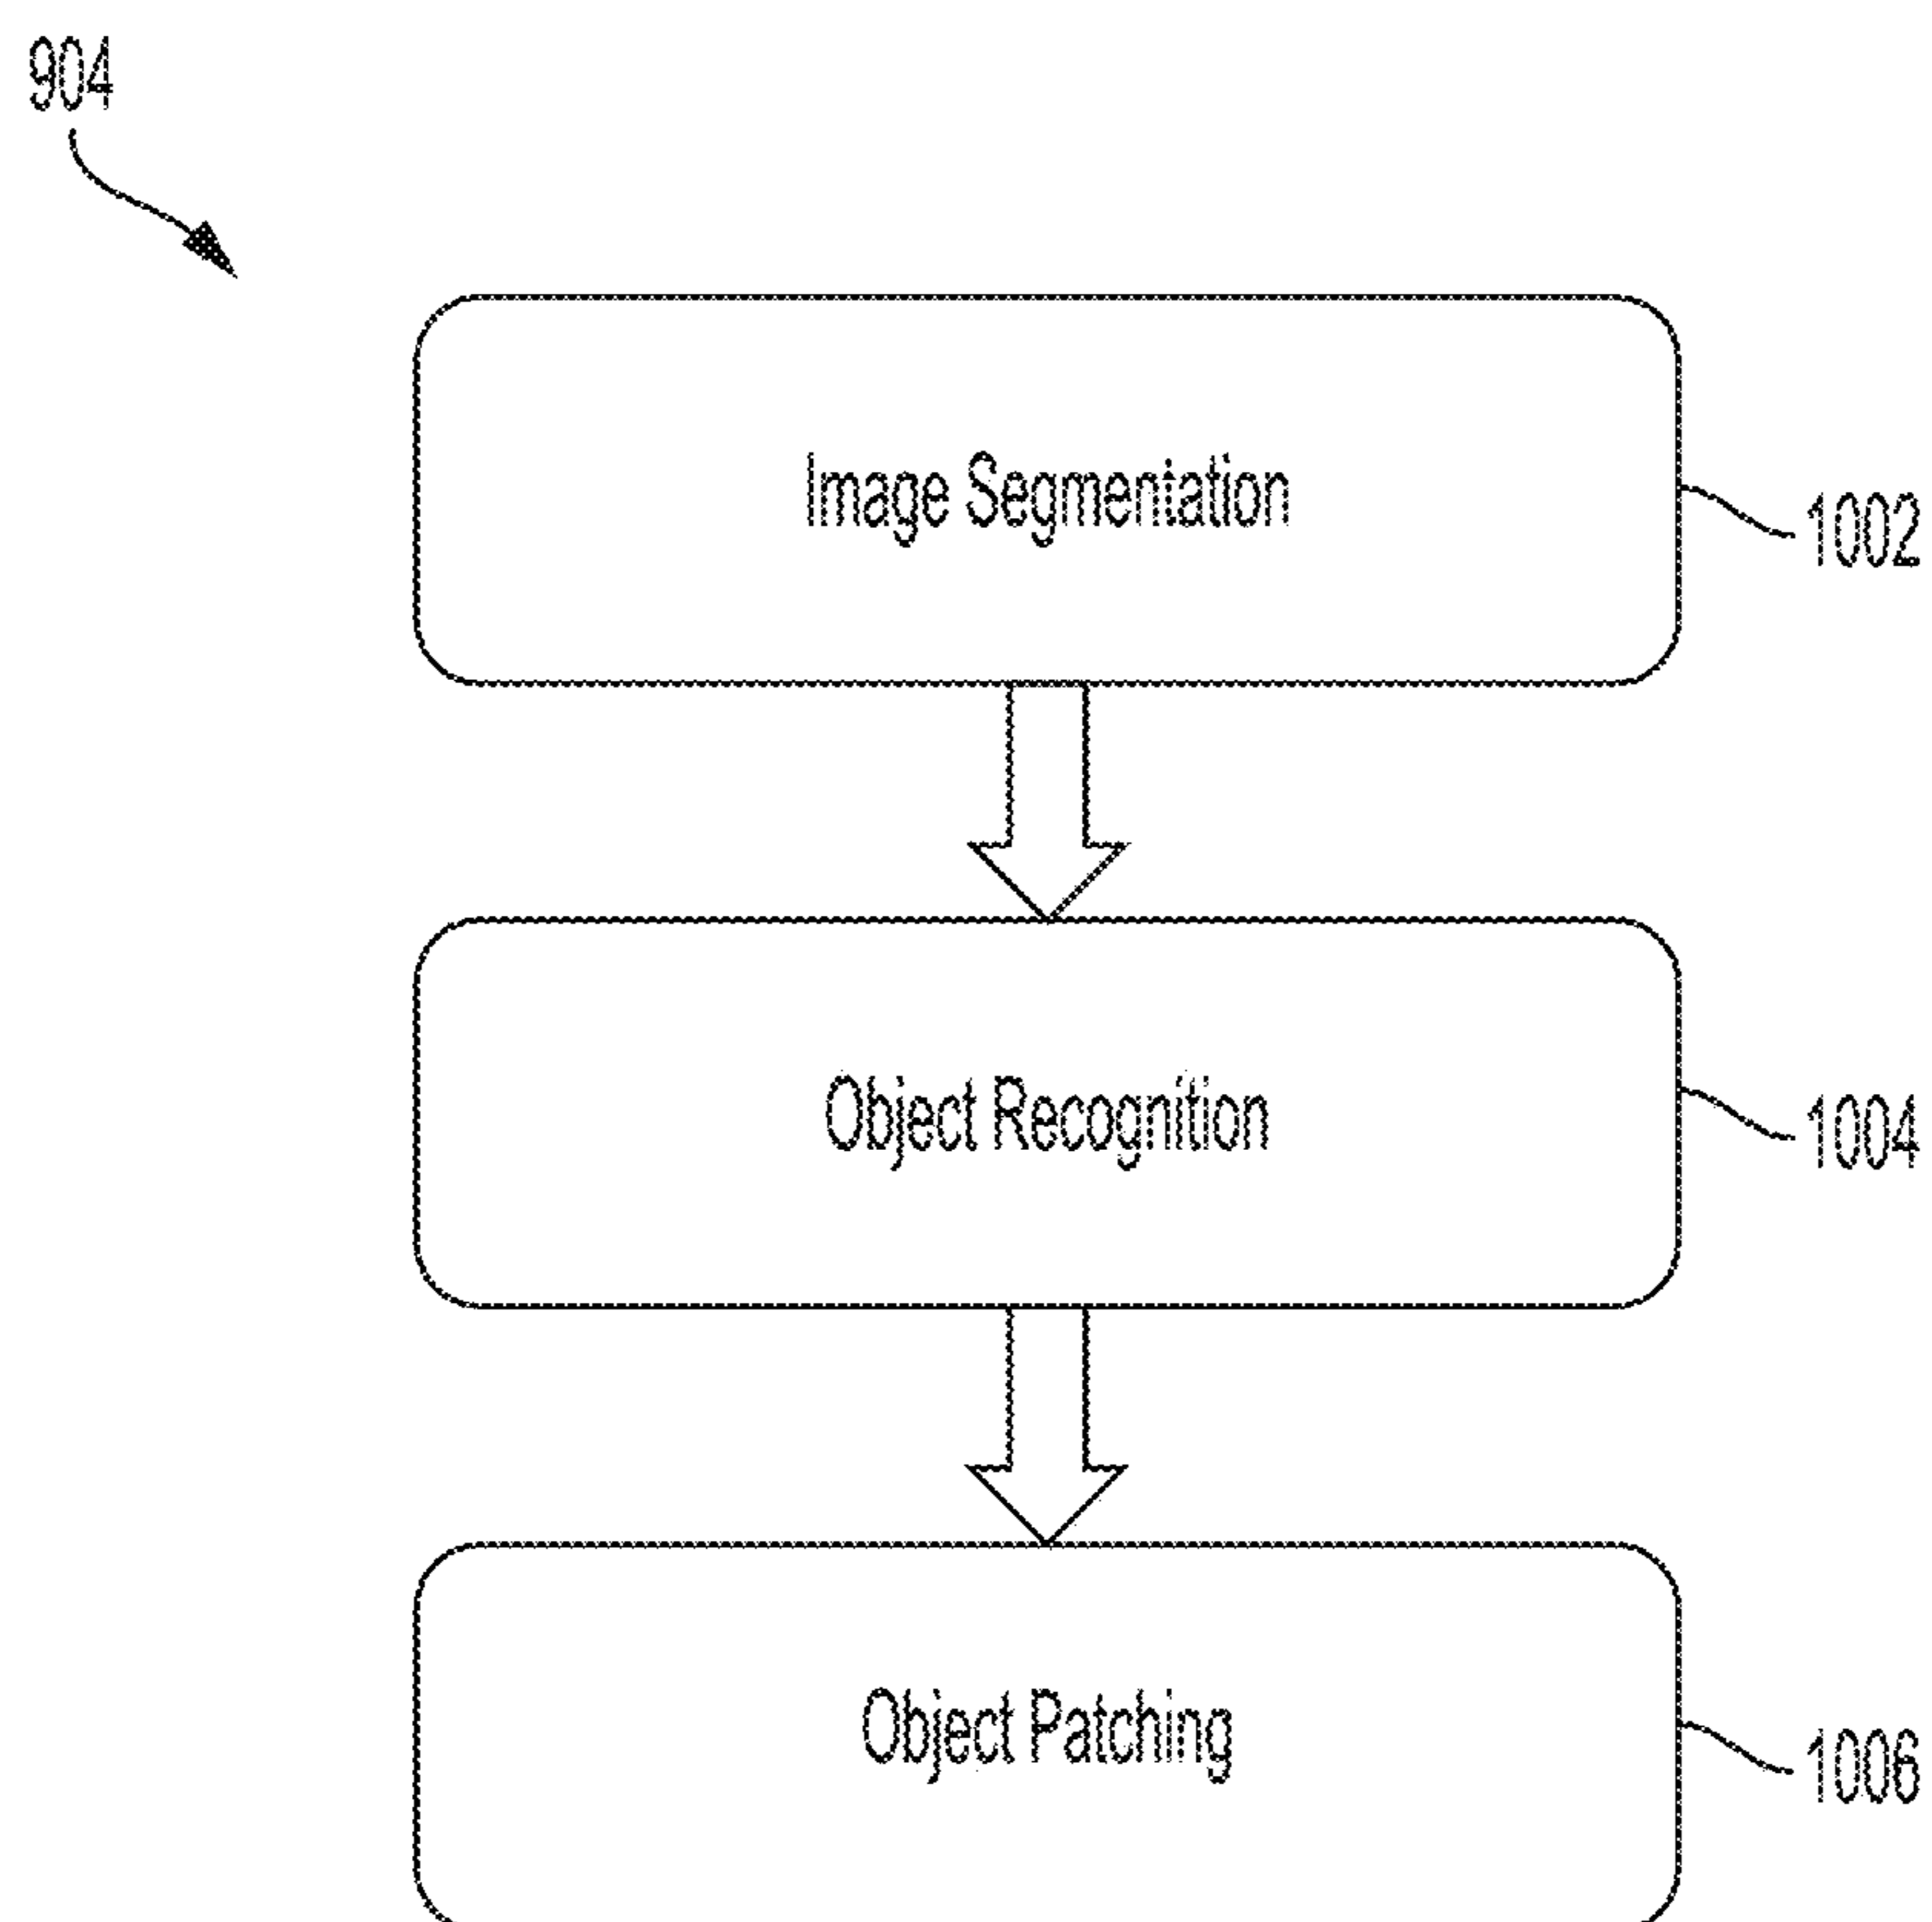 904
Image Segmentation
1002
Object Recognition
1004
Object Patching
1006